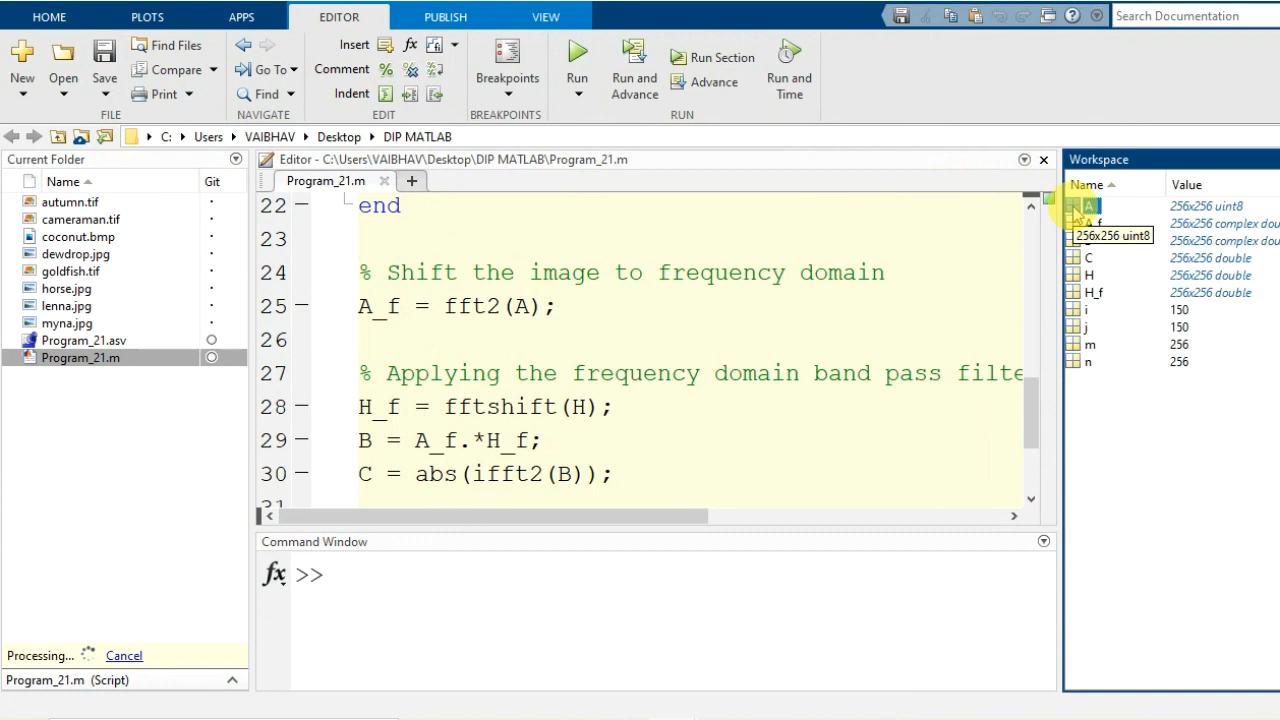 HOME PLOTS APPS EDITOR PUBLISH VIEW Search Documentation
New Open Save Find Files Compare Print
FILE
Go To Find
NAVIGATE
Insert fx
Comment %
Indent
EDIT
Breakpoints
BREAKPOINTS
Run Run and Advance Run Section Advance Run and Time
RUN
C: Users VAIBHAV Desktop DIP MATLAB
Current Folder
Name Git
autumn.tif
cameraman.tif
coconut.bmp
dewdrop.jpg
goldfish.tif
horse.jpg
lenna.jpg
myna.jpg
Program_21.asv
Program_21.m
Processing... Cancel
Program_21.m (Script)
Editor - C:\Users\VAIBHAV\Desktop\DIP MATLAB\Program_21.m
Program_21.m
22 end
23
24 % Shift the image to frequency domain
25 A_f = fft2(A);
26
27 % Applying the frequency domain band pass filte
28 H_f = fftshift(H);
29 B = A_f.*H_f;
30 C = abs(ifft2(B));
31
Command Window
fx >>
Workspace
Name Value
A 256x256 uint8
A_f 256x256 complex dou
256x256 uint8
256x256 complex dou
C 256x256 double
H 256x256 double
H_f 256x256 double
i 150
j 150
m 256
n 256